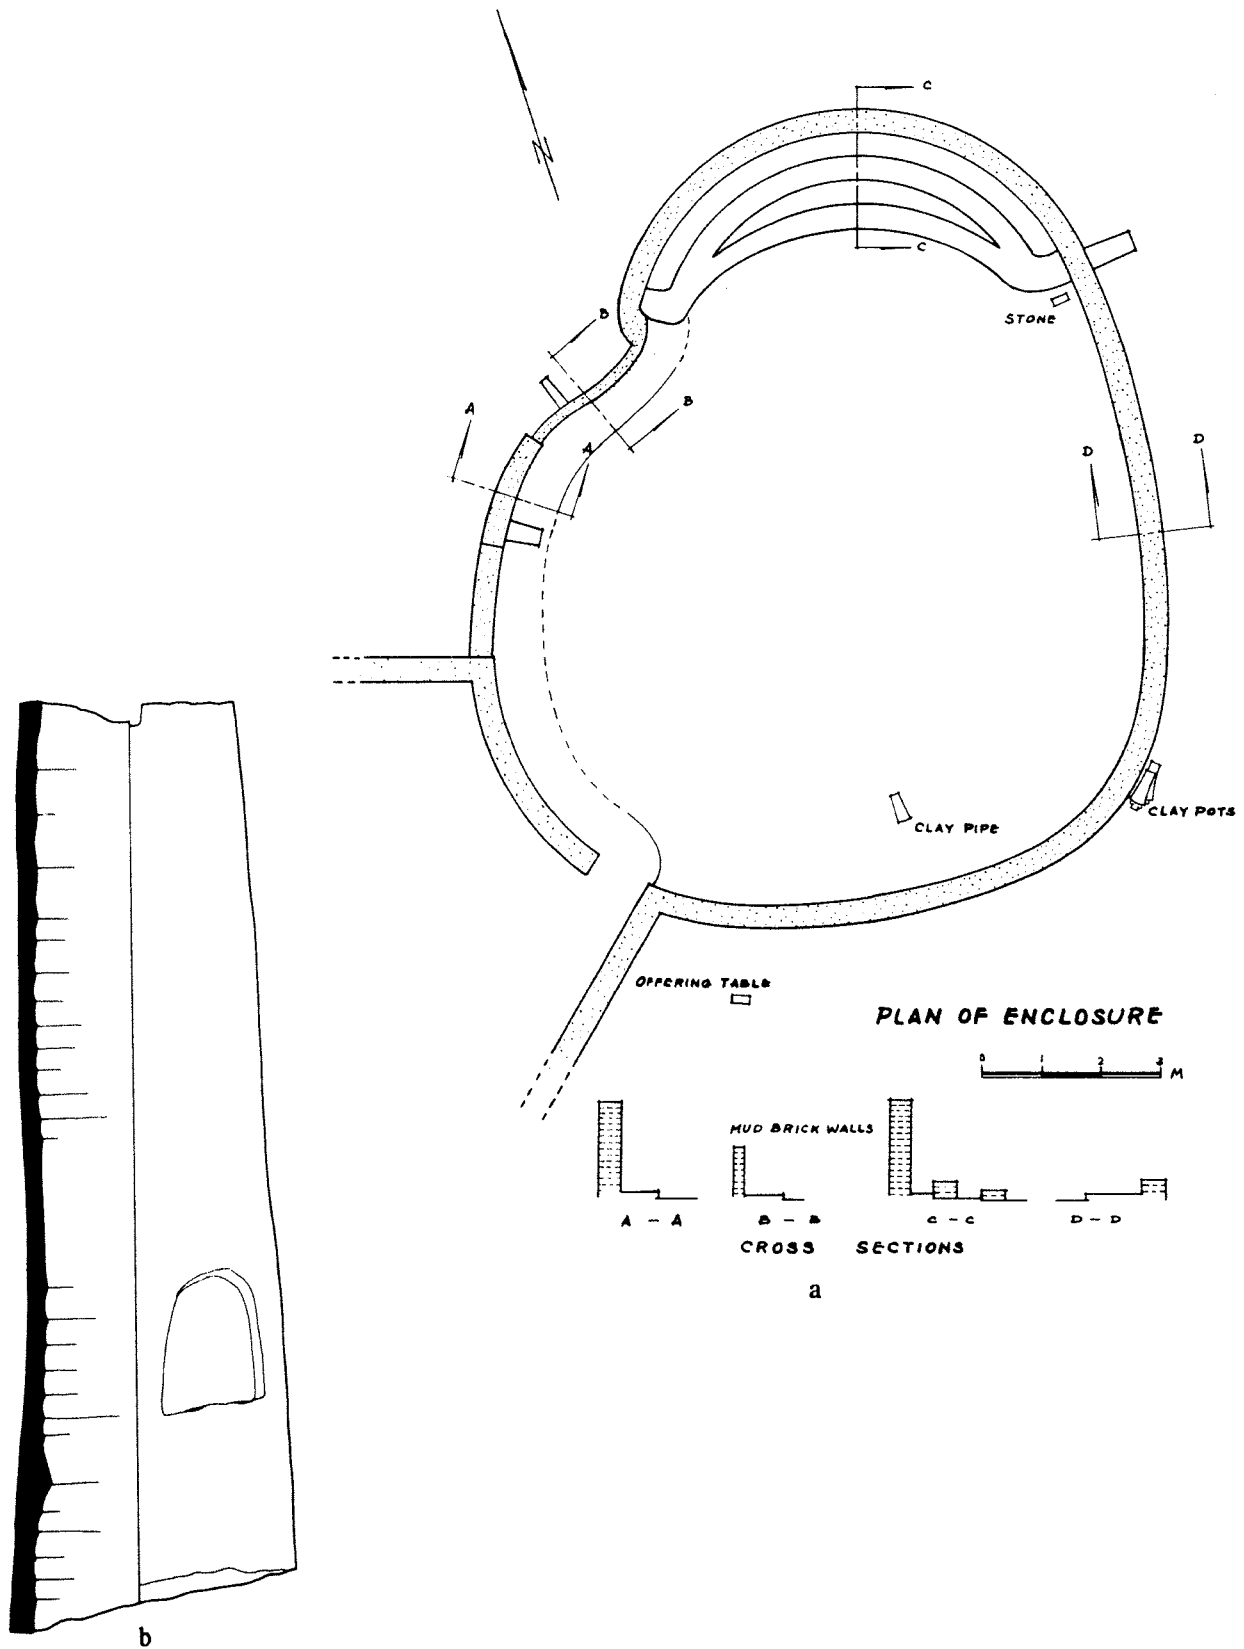 N
C
C
STONE
B
B
A
A
D
D
CLAY PIPE
CLAY POTS
OFFERING TABLE
PLAN OF ENCLOSURE
0 1 2 3 M
MUD BRICK WALLS
A - A B - B C - C D - D
CROSS SECTIONS
a
b